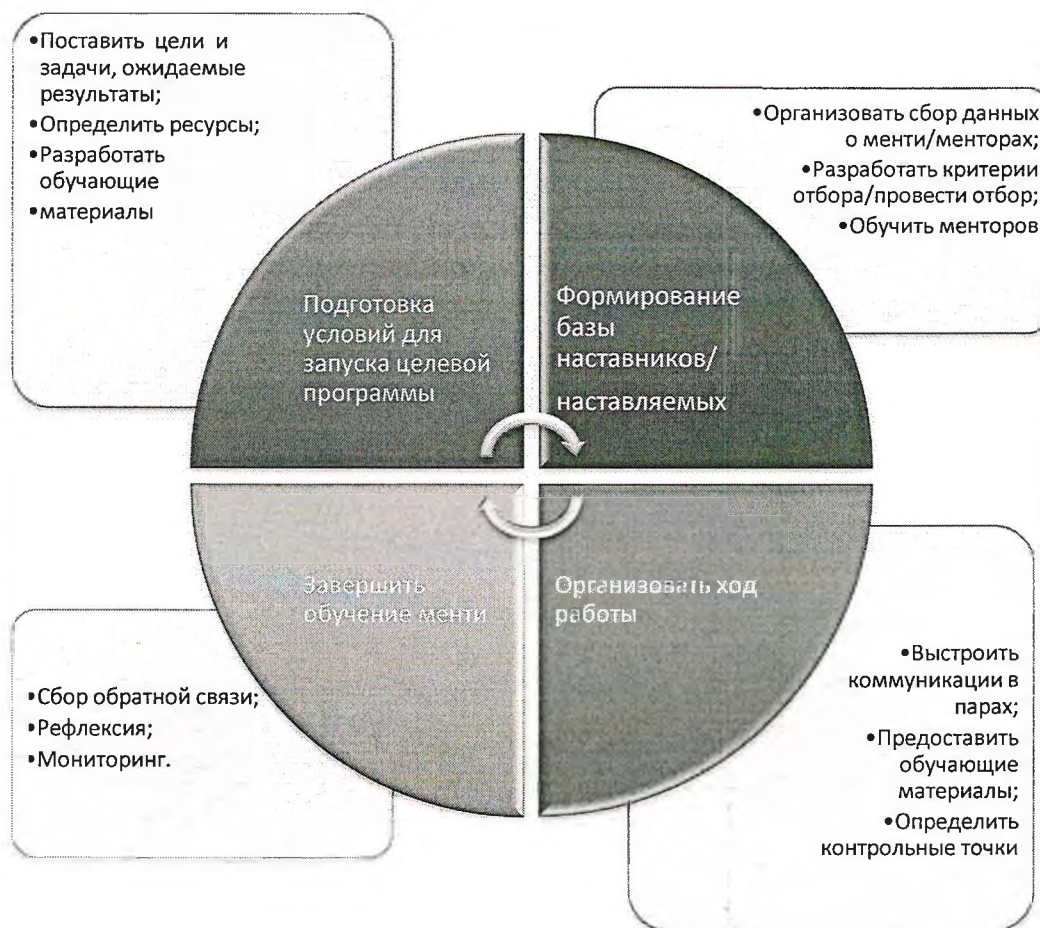 •Поставить цели и
задачи, ожидаемые
результаты;
•Определить ресурсы;
•Разработать
обучающие
•материалы
•Организовать сбор данных
о менти/менторах;
•Разработать критерии
отбора/провести отбор;
•Обучить менторов
Подготовка
условий для
запуска целевой
программы
Формирование
базы
наставников/
наставляемых
Завершить
обучение менти
Организовать ход
работы
•Сбор обратной связи;
•Рефлексия;
•Мониторинг.
•Выстроить
коммуникации в
парах;
•Предоставить
обучающие
материалы;
•Определить
контрольные точки